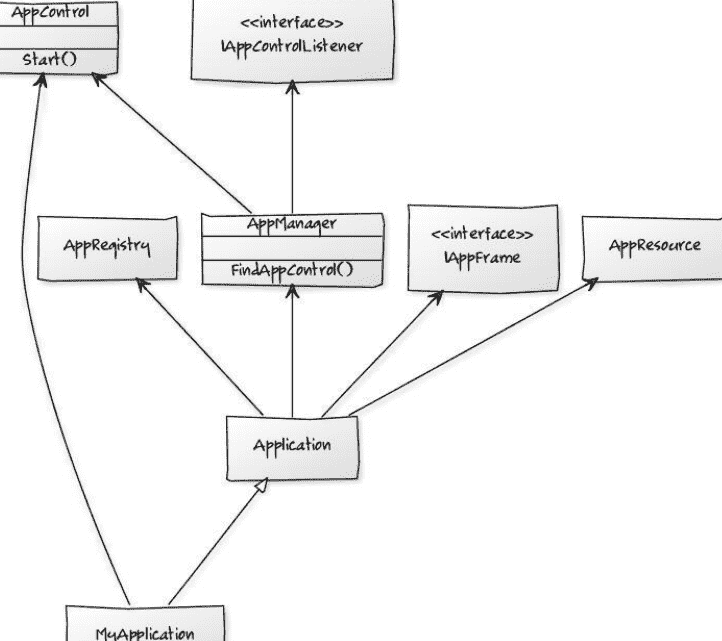 AppControl
Start()
<<interface>>
IAppControlListener
AppRegistry
AppManager
FindAppControl()
<<interface>>
IAppFrame
AppResource
Application
MyApplication